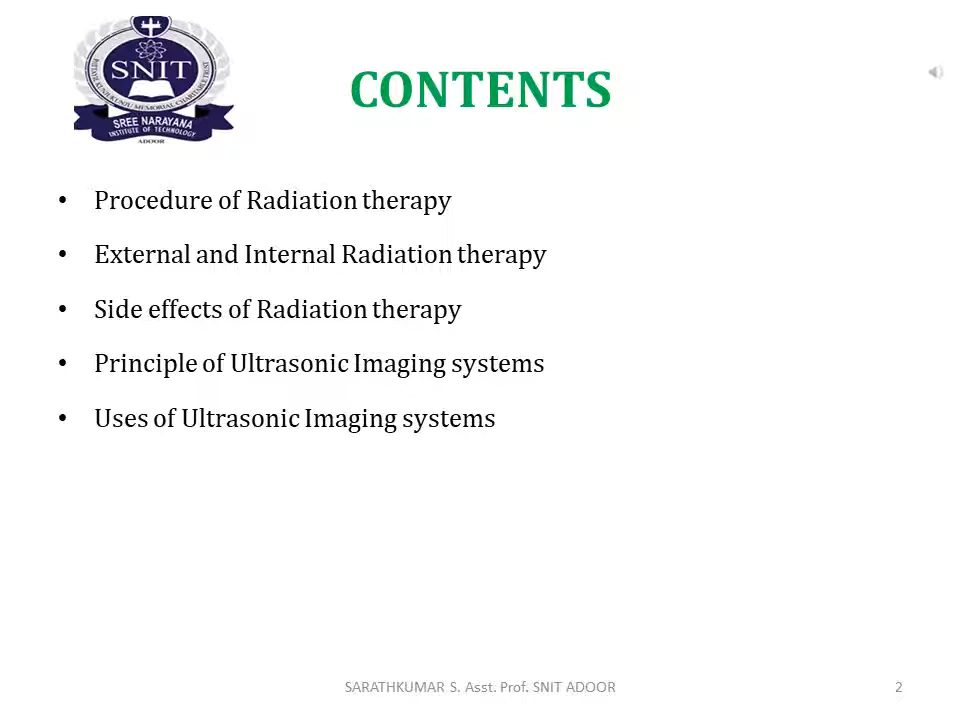 SNIT
SREE NARAYANA
INSTITUTE OF TECHNOLOGY
ADOOR
CONTENTS
• Procedure of Radiation therapy
• External and Internal Radiation therapy
• Side effects of Radiation therapy
• Principle of Ultrasonic Imaging systems
• Uses of Ultrasonic Imaging systems
SARATHKUMAR S. Asst. Prof. SNIT ADOOR
2